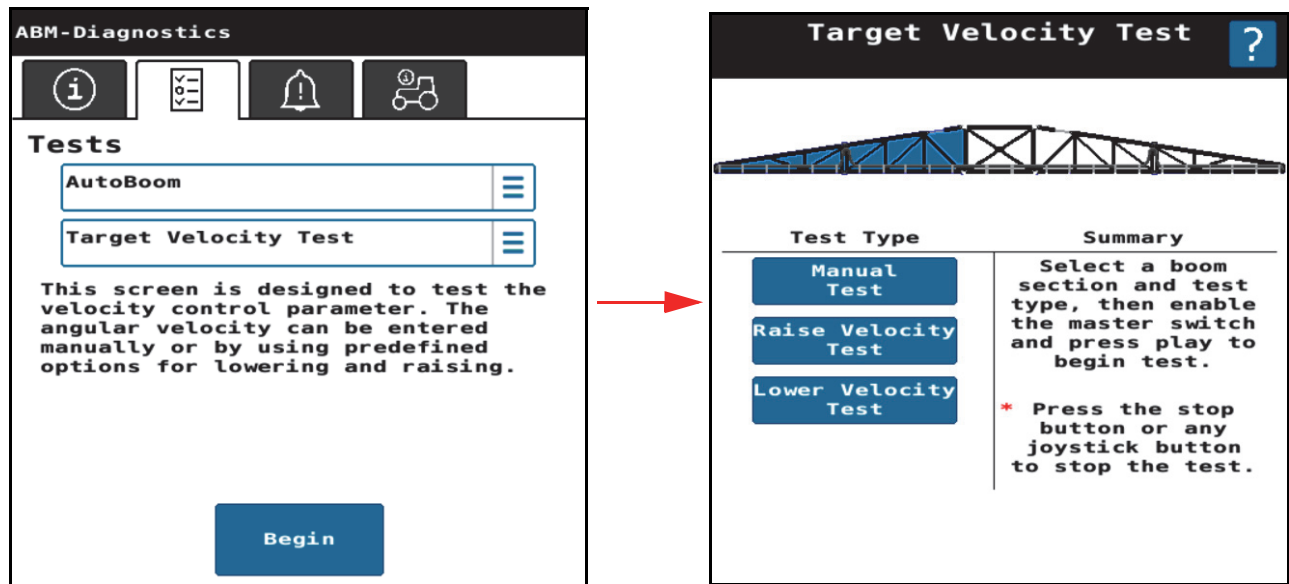 ABM-Diagnostics
Tests
AutoBoom
Target Velocity Test
This screen is designed to test the
velocity control parameter. The
angular velocity can be entered
manually or by using predefined
options for lowering and raising.
Begin
Target Velocity Test
?
Test Type
Manual
Test
Raise Velocity
Test
Lower Velocity
Test
Summary
Select a boom
section and test
type, then enable
the master switch
and press play to
begin test.
* Press the stop
button or any
joystick button
to stop the test.